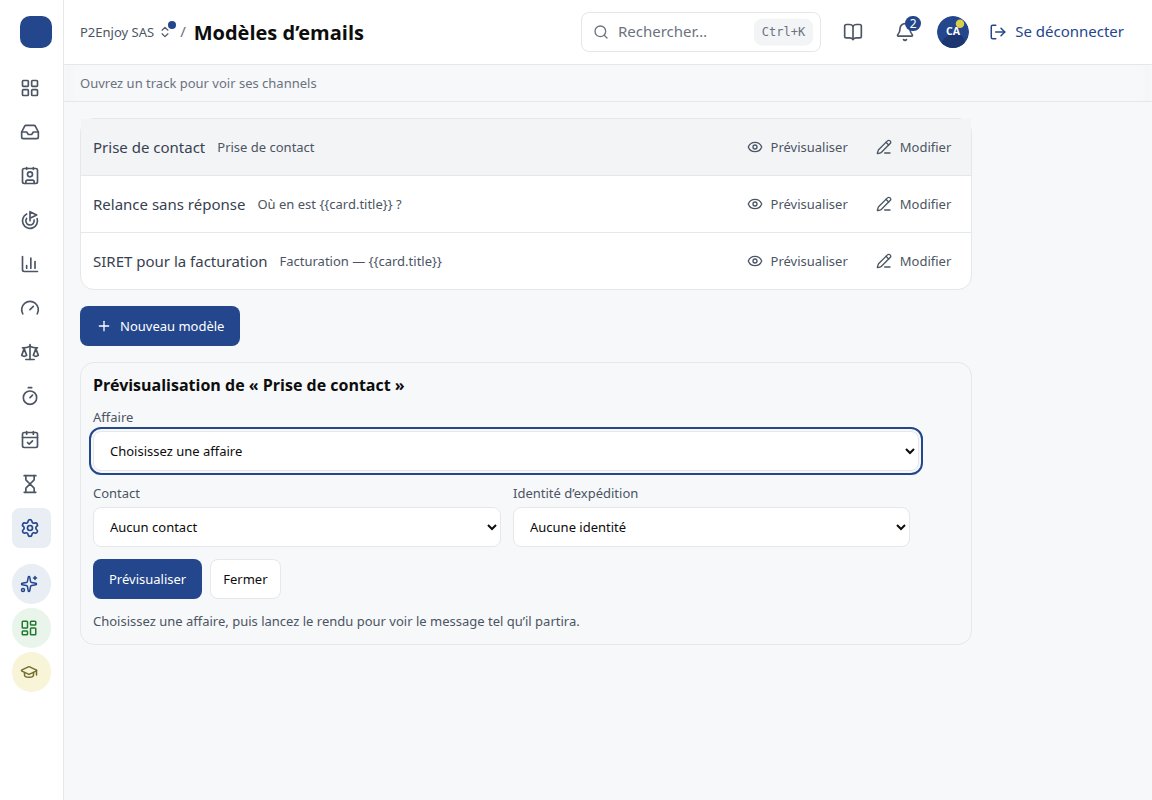 P2Enjoy SAS / Modèles d’emails Rechercher... Ctrl+K 2 CA Se déconnecter
Ouvrez un track pour voir ses channels
Prise de contact Prise de contact Prévisualiser Modifier
Relance sans réponse Où en est {{card.title}} ? Prévisualiser Modifier
SIRET pour la facturation Facturation — {{card.title}} Prévisualiser Modifier
Nouveau modèle
Prévisualisation de « Prise de contact »
Affaire
Choisissez une affaire
Contact Identité d’expédition
Aucun contact Aucune identité
Prévisualiser Fermer
Choisissez une affaire, puis lancez le rendu pour voir le message tel qu’il partira.